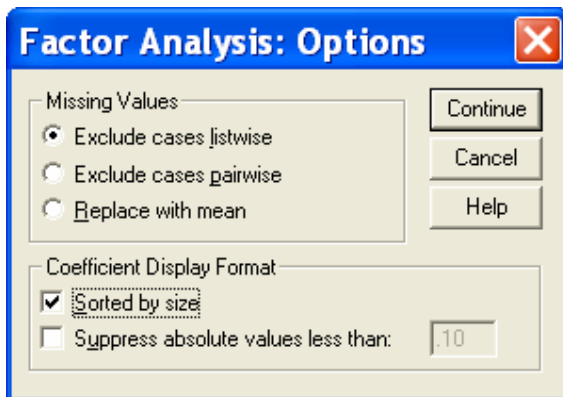 Factor Analysis: Options
Missing Values
Exclude cases listwise
Exclude cases pairwise
Replace with mean
Continue
Cancel
Help
Coefficient Display Format
Sorted by size
Suppress absolute values less than: .10